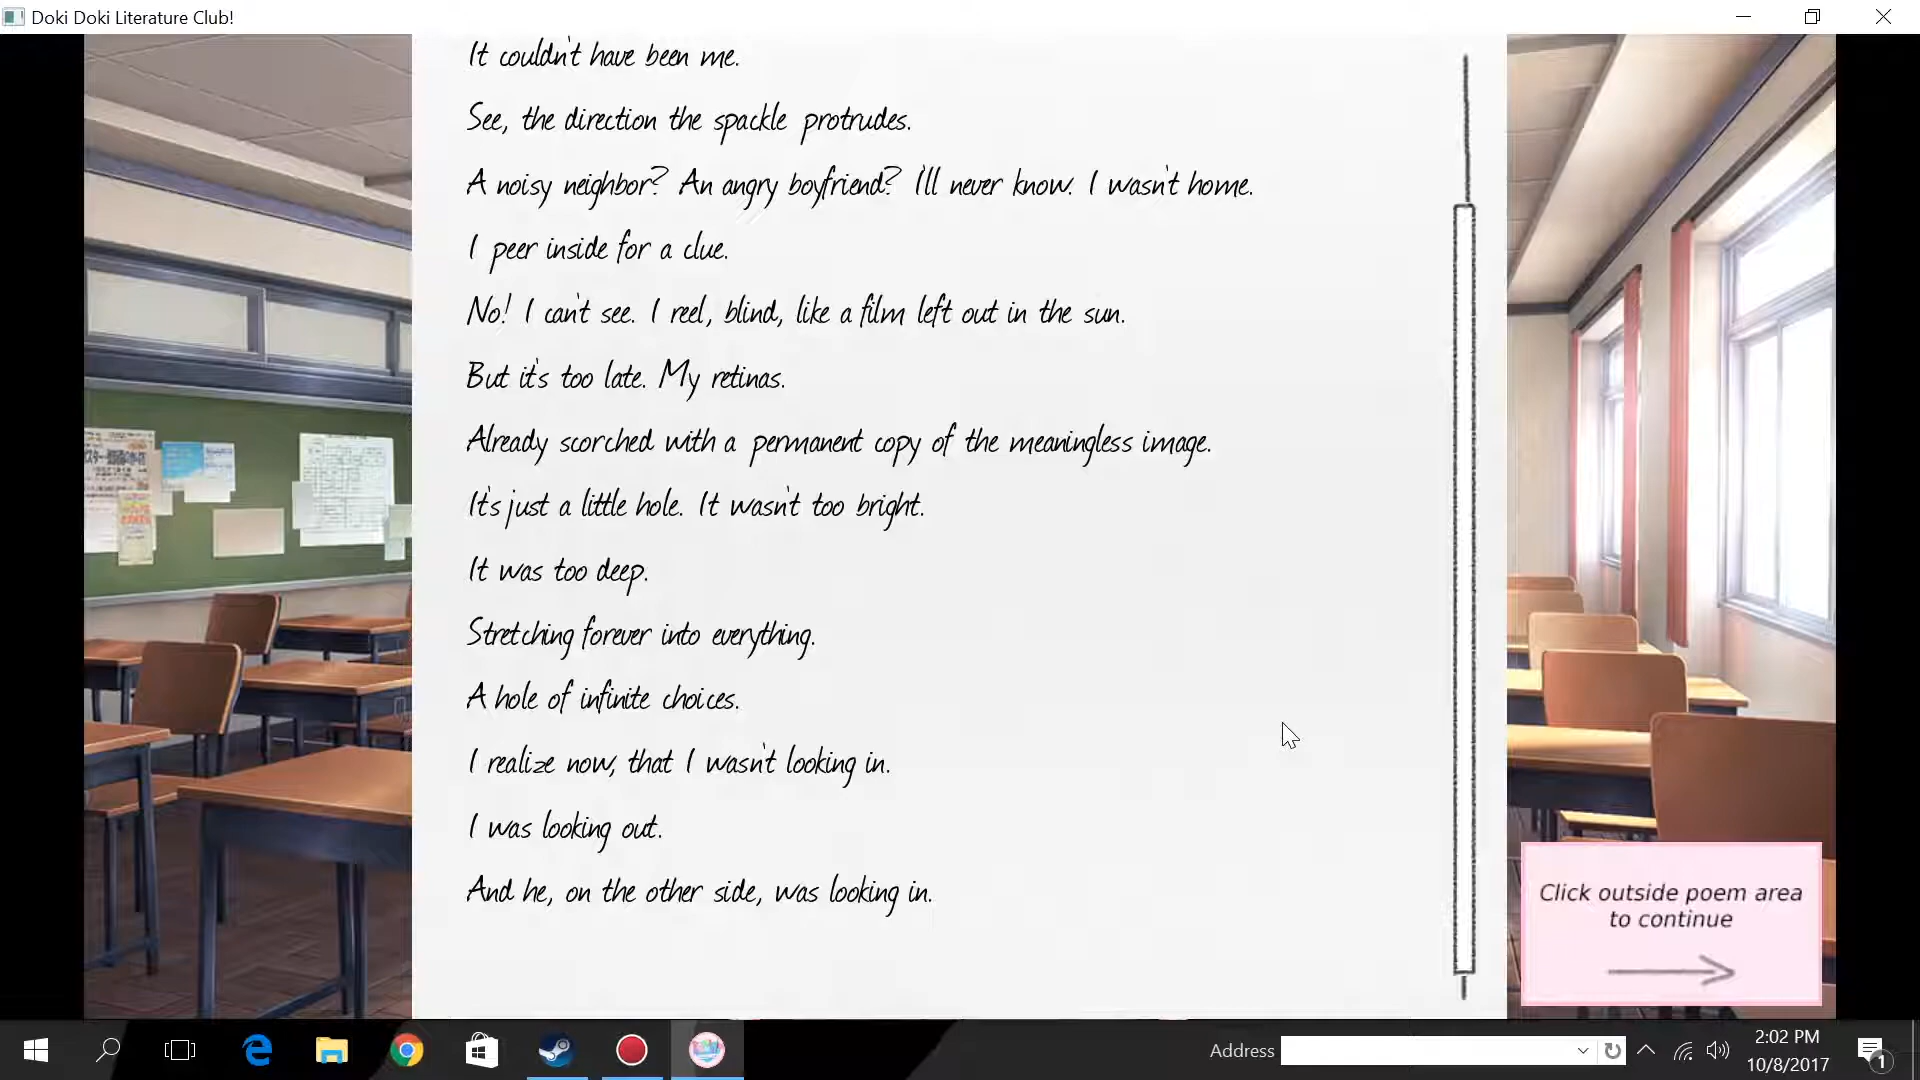 Doki Doki Literature Club!
It couldn't have been me.
See, the direction the spackle protrudes.
A noisy neighbor? An angry boyfriend? I'll never know. I wasn't home.
I peer inside for a clue.
No! I can't see. I reel, blind, like a film left out in the sun.
But it's too late. My retinas.
Already scorched with a permanent copy of the meaningless image.
It's just a little hole. It wasn't too bright.
It was too deep.
Stretching forever into everything.
A hole of infinite choices.
I realize now, that I wasn't looking in.
I was looking out.
And he, on the other side, was looking in.
Click outside poem area
to continue
Address
2:02 PM
10/8/2017
1